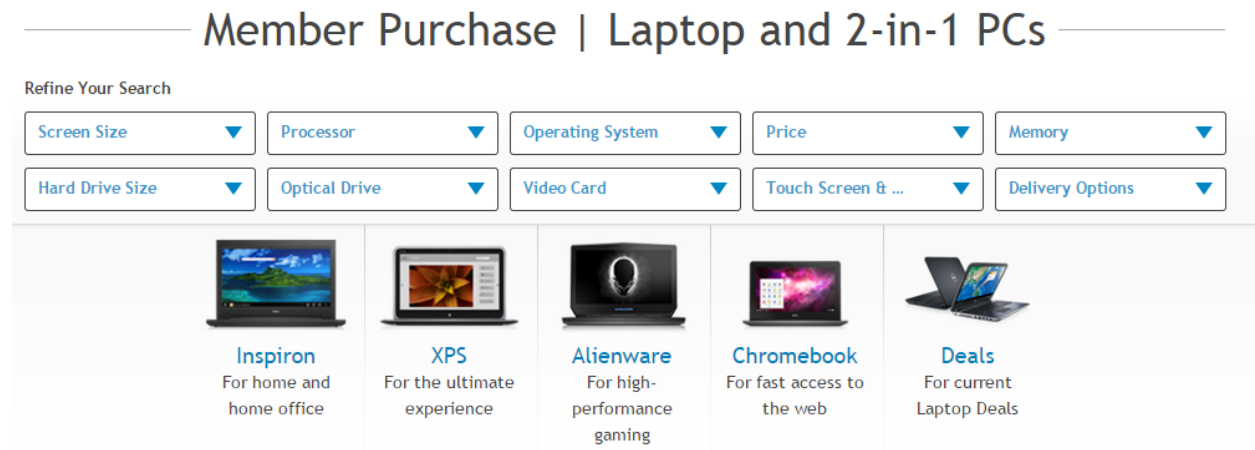 Member Purchase | Laptop and 2-in-1 PCs
Refine Your Search
Screen Size
Processor
Operating System
Price
Memory
Hard Drive Size
Optical Drive
Video Card
Touch Screen & ...
Delivery Options
Inspiron
For home and
home office
XPS
For the ultimate
experience
Alienware
For high-
performance
gaming
Chromebook
For fast access to
the web
Deals
For current
Laptop Deals